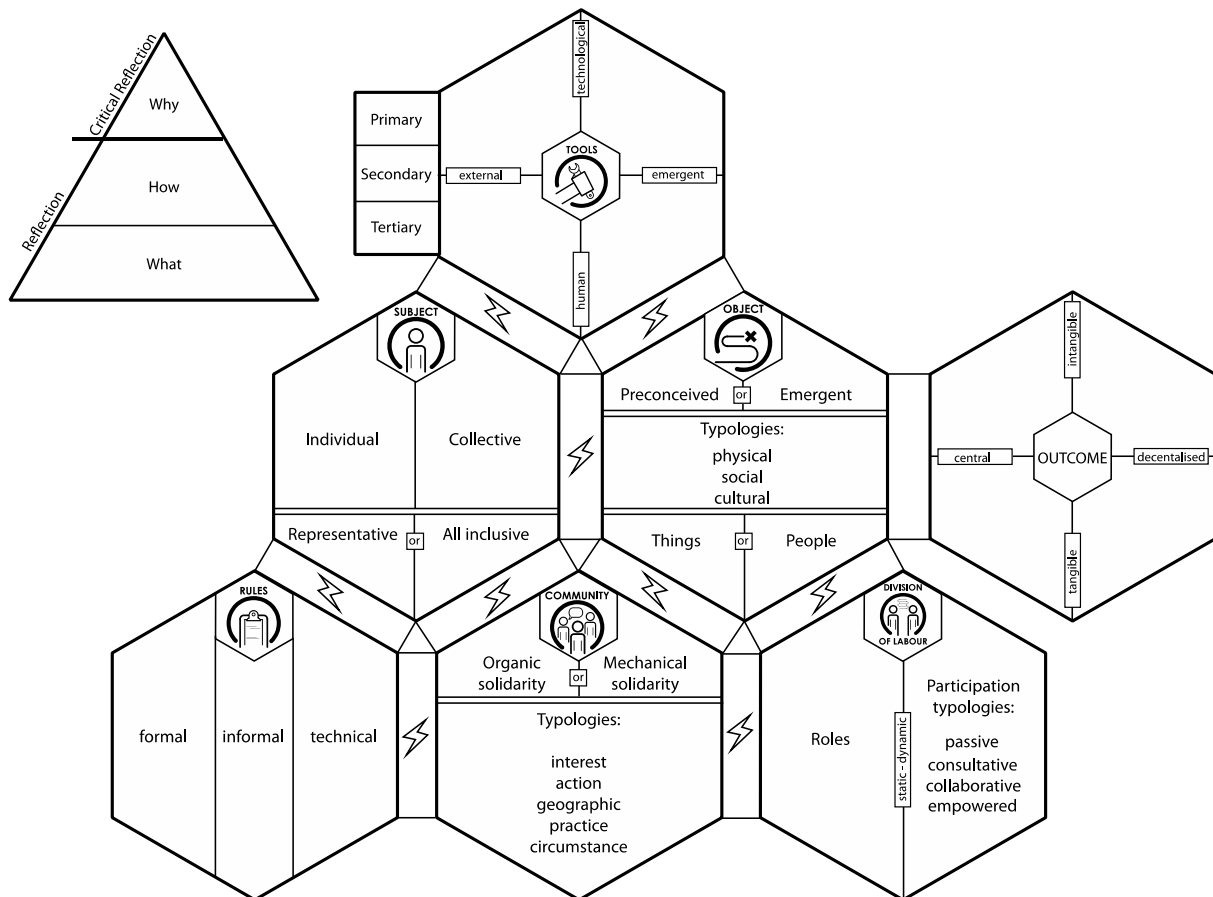 Critical Reflection
Reflection
Why
How
What
Primary
Secondary
Tertiary
technological
TOOLS
external
emergent
human
SUBJECT
Individual
Collective
Representative
or
All inclusive
OBJECT
Preconceived
or
Emergent
Typologies:
physical
social
cultural
Things
or
People
intangible
central
OUTCOME
decentalised
tangible
RULES
formal
informal
technical
COMMUNITY
Organic
solidarity
or
Mechanical
solidarity
Typologies:
interest
action
geographic
practice
circumstance
DIVISION
OF LABOUR
Roles
static - dynamic
Participation
typologies:
passive
consultative
collaborative
empowered